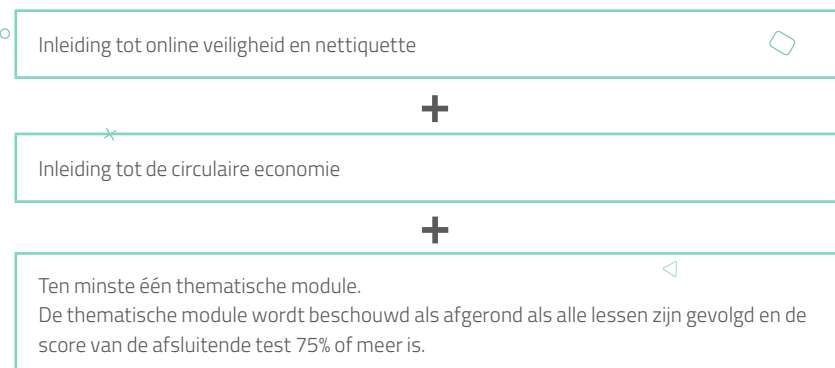 Inleiding tot online veiligheid en nettiquette
+
Inleiding tot de circulaire economie
+
Ten minste één thematische module.
De thematische module wordt beschouwd als afgerond als alle lessen zijn gevolgd en de
score van de afsluitende test 75% of meer is.